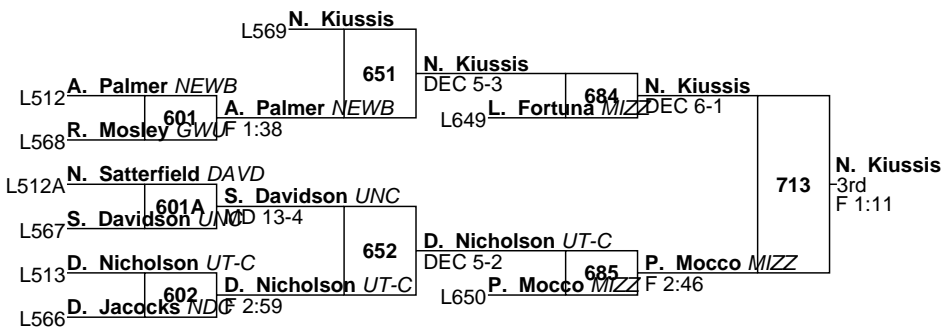 N. Kiussis
L569
651
N. Kiussis
DEC 5-3
A. Palmer NEWB
L512
601
A. Palmer NEWB
F 1:38
R. Mosley GWU
L568
684
N. Kiussis
DEC 6-1
L. Fortuna MIZZ
L649
N. Satterfield DAVD
L512A
601A
S. Davidson UNC
MD 13-4
S. Davidson UNC
L567
713
N. Kiussis
3rd
F 1:11
652
D. Nicholson UT-C
DEC 5-2
D. Nicholson UT-C
L513
602
D. Nicholson UT-C
F 2:59
D. Jacocks NDC
L566
685
P. Mocco MIZZ
F 2:46
P. Mocco MIZZ
L650